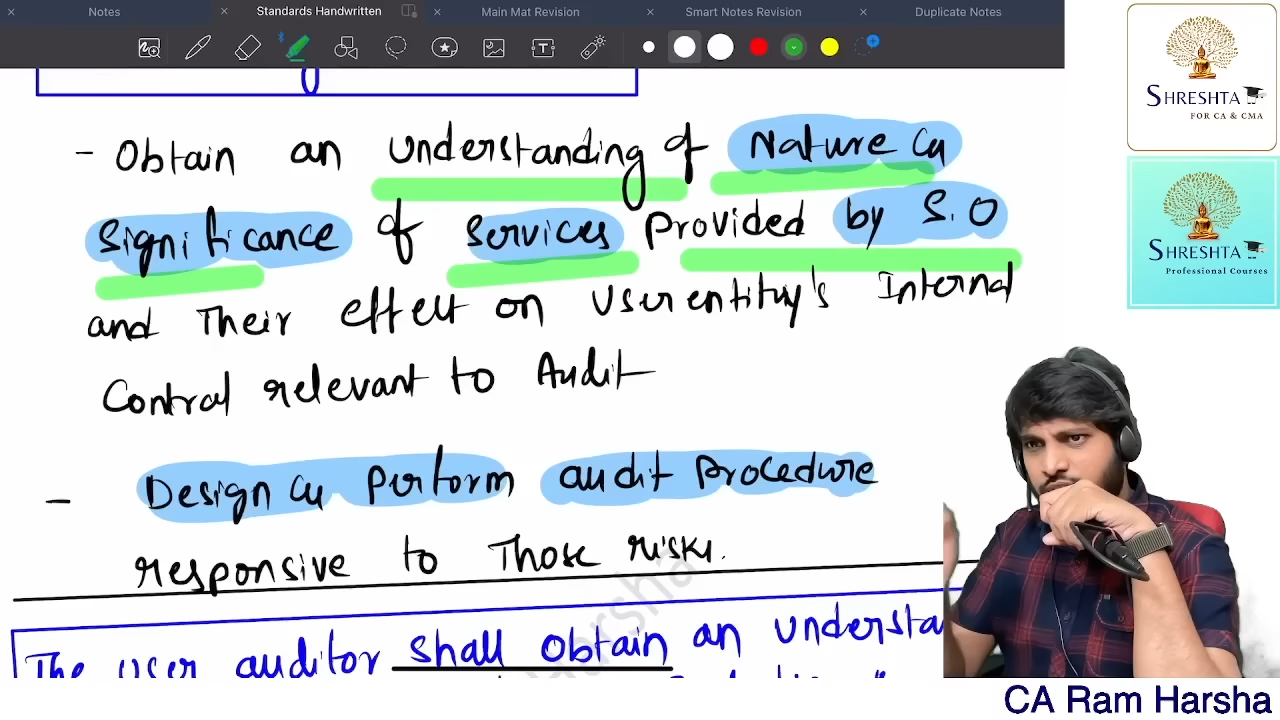 Notes
Standards Handwritten
Main Mat Revision
Smart Notes Revision
Duplicate Notes
SHRESHTA
FOR CA & CMA
SHRESHTA
Professional Courses
- Obtain an understanding of Nature &
Significance of Services Provided by S.O
and Their effect on User entity's Internal
Control relevant to Audit
- Design & Perform audit Procedure
responsive to Those risks.
The user auditor shall obtain an understa
CA Ram Harsha